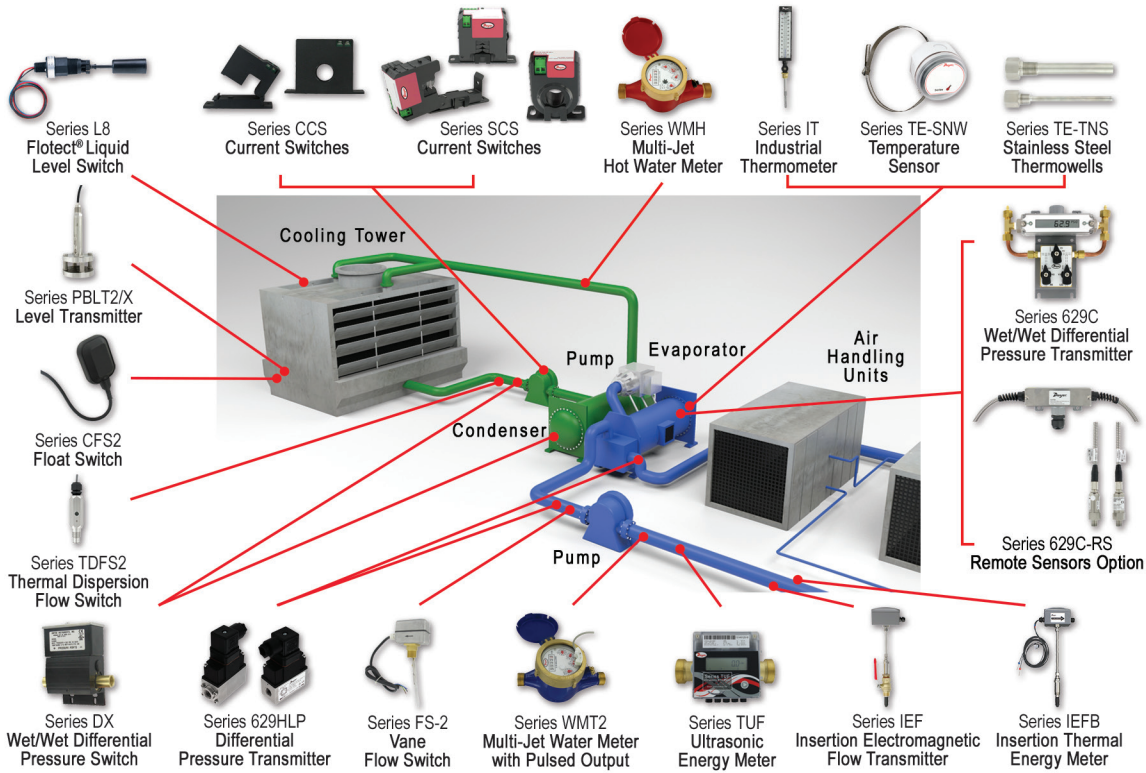 Series L8
Flotect® Liquid
Level Switch
Series CCS
Current Switches
Series SCS
Current Switches
Series WMH
Multi-Jet
Hot Water Meter
Series IT
Industrial
Thermometer
Series TE-SNW
Temperature
Sensor
Series TE-TNS
Stainless Steel
Thermowells
Series PBLT2/X
Level Transmitter
Series CFS2
Float Switch
Series TDFS2
Thermal Dispersion
Flow Switch
Cooling Tower
Pump
Evaporator
Air
Handling
Units
Condenser
Pump
62.9
Series 629C
Wet/Wet Differential
Pressure Transmitter
Series 629C-RS
Remote Sensors Option
Series DX
Wet/Wet Differential
Pressure Switch
Series 629HLP
Differential
Pressure Transmitter
Series FS-2
Vane
Flow Switch
Series WMT2
Multi-Jet Water Meter
with Pulsed Output
Series TUF
Ultrasonic
Energy Meter
Series IEF
Insertion Electromagnetic
Flow Transmitter
Series IEFB
Insertion Thermal
Energy Meter